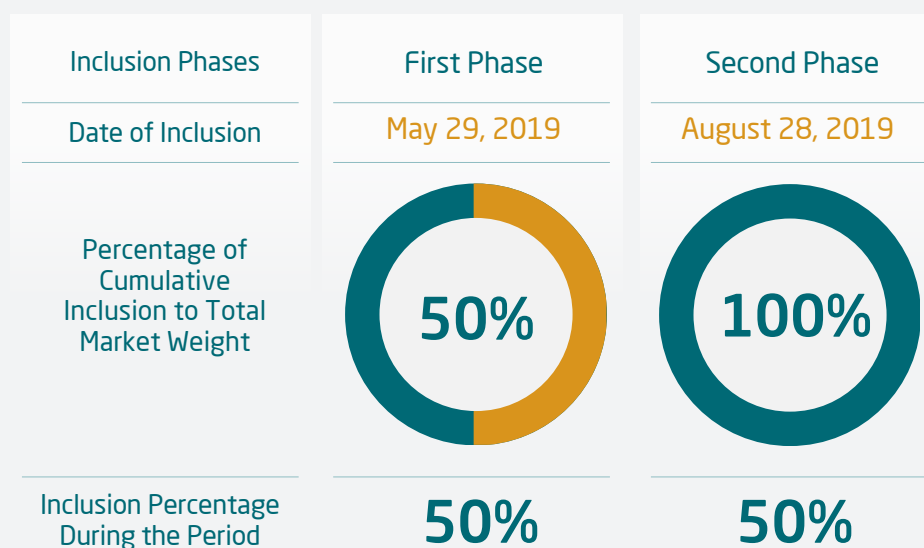 Inclusion Phases
First Phase
Second Phase
Date of Inclusion
May 29, 2019
August 28, 2019
Percentage of
Cumulative
Inclusion to Total
Market Weight
50%
100%
Inclusion Percentage
During the Period
50%
50%